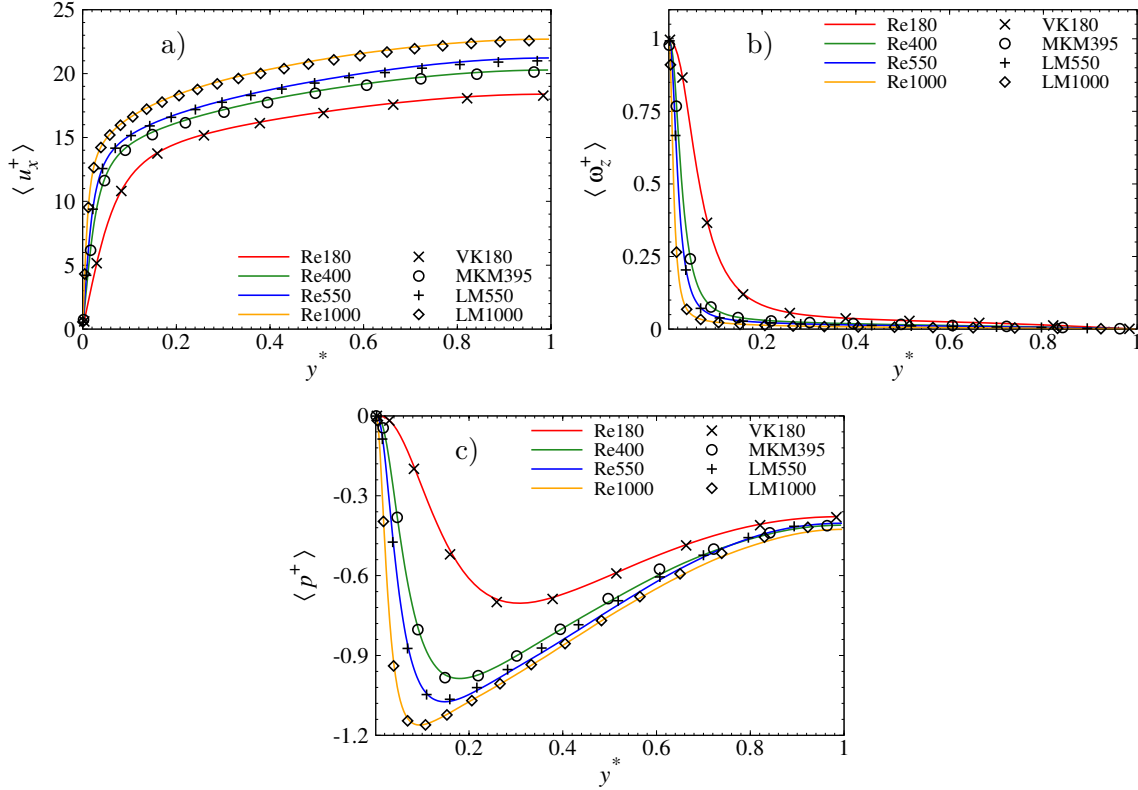 a)
25
20
15
10
5
0
⟨ u_x^+ ⟩
0 0.2 0.4 0.6 0.8 1
y*
Re180 VK180
Re400 MKM395
Re550 LM550
Re1000 LM1000
b)
1
0.75
0.5
0.25
0
⟨ ω_z^+ ⟩
0 0.2 0.4 0.6 0.8 1
y*
Re180 VK180
Re400 MKM395
Re550 LM550
Re1000 LM1000
c)
0
-0.3
-0.6
-0.9
-1.2
⟨ p^+ ⟩
0.2 0.4 0.6 0.8 1
y*
Re180 VK180
Re400 MKM395
Re550 LM550
Re1000 LM1000